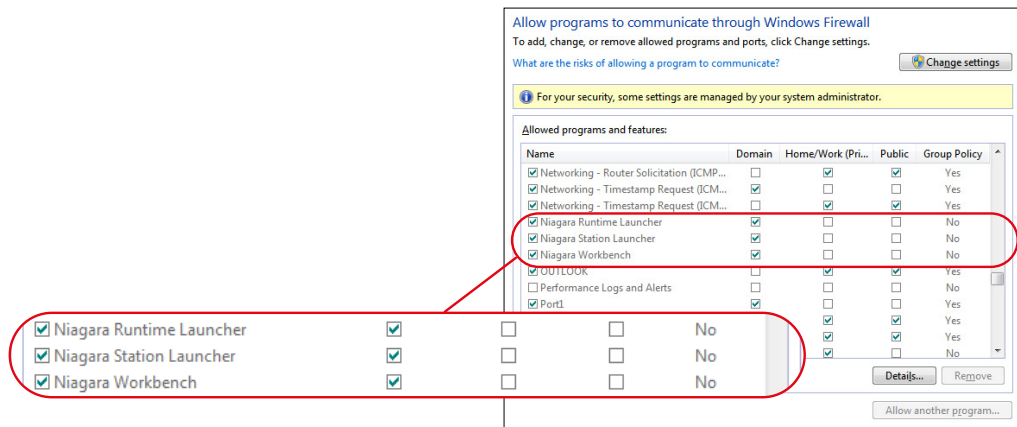 Allow programs to communicate through Windows Firewall
To add, change, or remove allowed programs and ports, click Change settings.
What are the risks of allowing a program to communicate?
Change settings
For your security, some settings are managed by your system administrator.
Allowed programs and features:
Name Domain Home/Work (Pri... Public Group Policy
Networking - Router Solicitation (ICMP... Yes
Networking - Timestamp Request (ICM... Yes
Networking - Timestamp Request (ICM... Yes
Niagara Runtime Launcher No
Niagara Station Launcher No
Niagara Workbench No
OUTLOOK Yes
Performance Logs and Alerts No
Port1 Yes
Yes
Yes
No
Niagara Runtime Launcher No
Niagara Station Launcher No
Niagara Workbench No
Details... Remove
Allow another program...